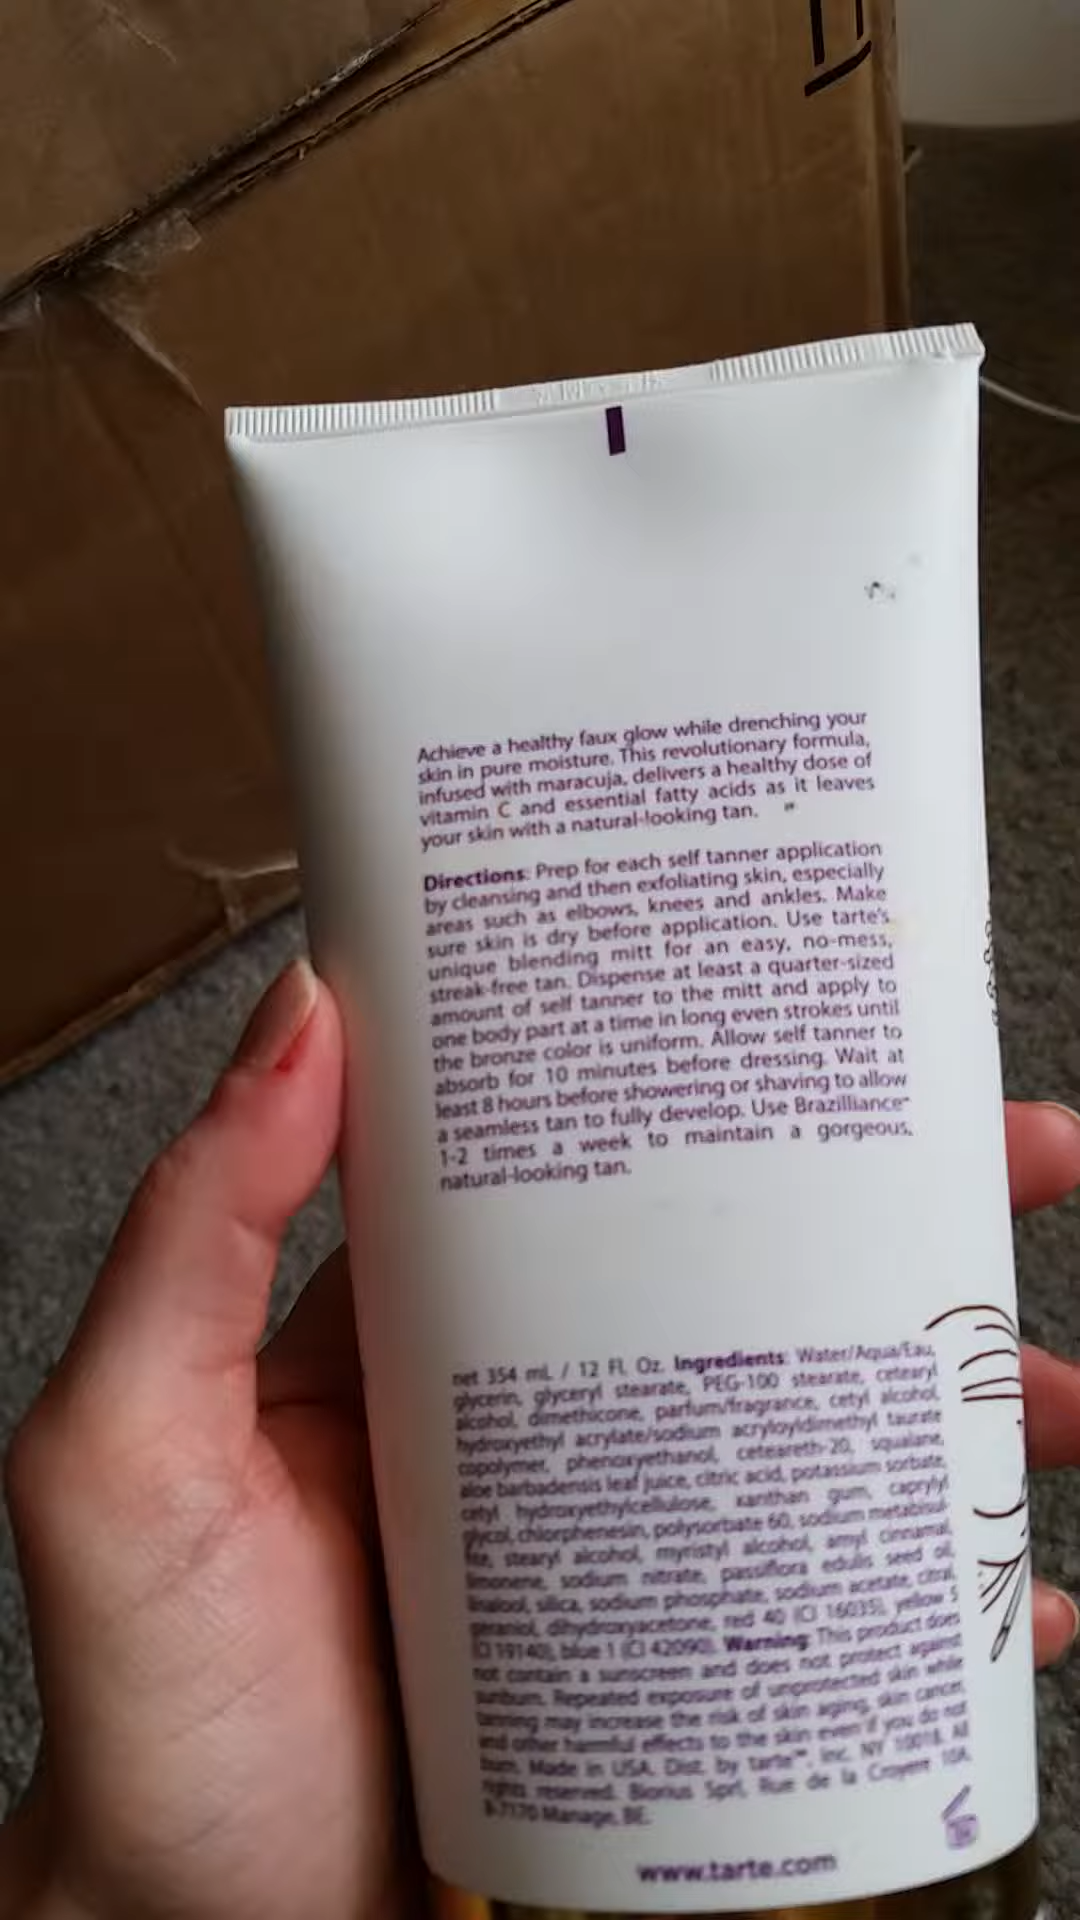 Achieve a healthy faux glow while drenching your
skin in pure moisture. This revolutionary formula,
infused with maracuja, delivers a healthy dose of
vitamin C and essential fatty acids as it leaves
your skin with a natural-looking tan.
Directions: Prep for each self tanner application
by cleansing and then exfoliating skin, especially
areas such as elbows, knees and ankles. Make
sure skin is dry before application. Use tarte's
unique blending mitt for an easy, no-mess,
streak-free tan. Dispense at least a quarter-sized
amount of self tanner to the mitt and apply to
one body part at a time in long even strokes until
the bronze color is uniform. Allow self tanner to
absorb for 10 minutes before dressing. Wait at
least 8 hours before showering or shaving to allow
a seamless tan to fully develop. Use Brazilliance™
1-2 times a week to maintain a gorgeous,
natural-looking tan.
net 354 mL / 12 Fl. Oz. Ingredients: Water/Aqua/Eau,
glycerin, glyceryl stearate, PEG-100 stearate, cetearyl
alcohol, dimethicone, parfum/fragrance, cetyl alcohol,
hydroxyethyl acrylate/sodium acryloyldimethyl taurate
copolymer, phenoxyethanol, ceteareth-20, squalane,
aloe barbadensis leaf juice, citric acid, potassium sorbate,
cetyl hydroxyethylcellulose, xanthan gum, caprylyl
glycol, chlorphenesin, polysorbate 60, sodium metabisul-
fite, stearyl alcohol, myristyl alcohol, amyl cinnamal,
limonene, sodium nitrate, passiflora edulis seed oil,
linalool, silica, sodium phosphate, sodium acetate, citral,
geraniol, dihydroxyacetone, red 40 (CI 16035), yellow 5
(CI 19140), blue 1 (CI 42090). Warning: This product does
not contain a sunscreen and does not protect against
sunburn. Repeated exposure of unprotected skin while
tanning may increase the risk of skin aging, skin cancer,
and other harmful effects to the skin even if you do not
burn. Made in USA. Dist. by tarte™, Inc. NY 10018. All
rights reserved. Biorius Sprl, Rue de la Croyere 10A,
B-7170 Manage, BE.
www.tarte.com